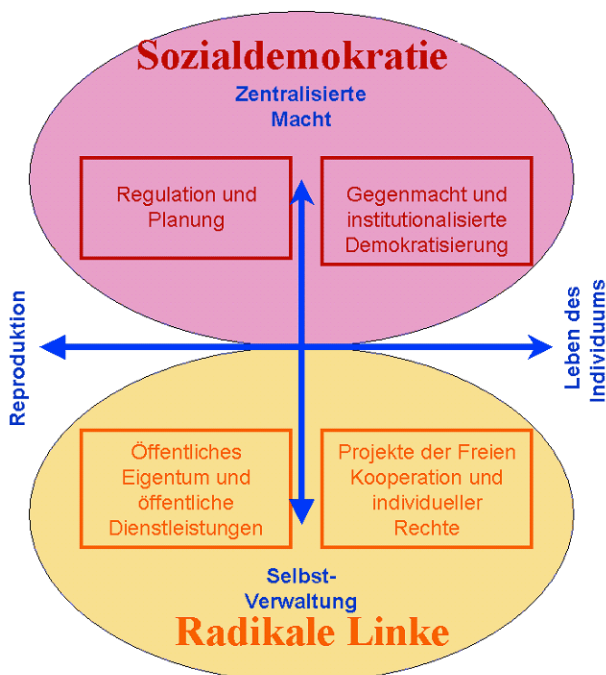 Sozialdemokratie
Zentralisierte
Macht
Regulation und
Planung
Gegenmacht und
institutionalisierte
Demokratisierung
Reproduktion
Leben des
Individuums
Öffentliches
Eigentum und
öffentliche
Dienstleistungen
Projekte der Freien
Kooperation und
individueller
Rechte
Selbst-
Verwaltung
Radikale Linke